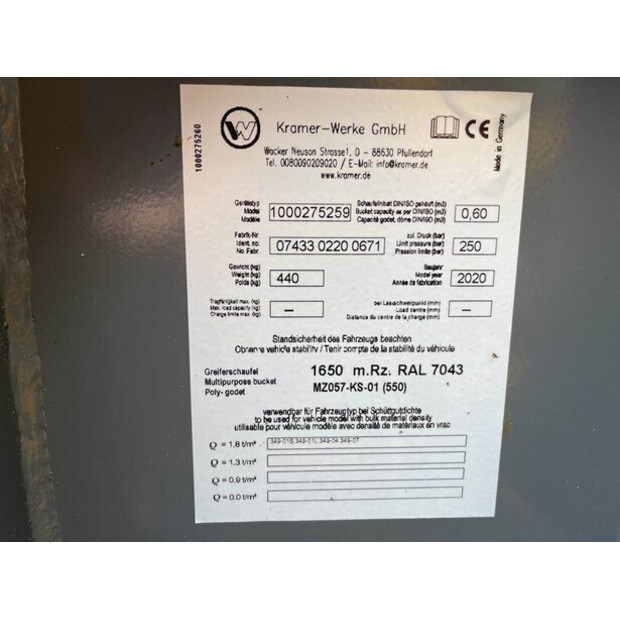 Kramer-Werke GmbH
CE
Made in Germany
Wacker Neuson Strasse1, D - 88630 Pfullendorf
Tel. 0080090209020 / E-Mail: info@kramer.de
www.kramer.de
1000275260
Gerätetyp
Model
Modèle
1000275259
Schaufelinhalt DIN/ISO gehäuft (m3)
Bucket capacity as per DIN/ISO (m3)
Capacité godet, dôme DIN/ISO (m3)
0,60
Fabrik-Nr.
Ident. no.
No. Fabr.
07433 0220 0671
zul. Druck (bar)
Limit pressure (bar)
Pression limite (bar)
250
Gewicht (kg)
Weight (kg)
Poids (kg)
440
Baujahr
Model year
Année de fabrication
2020
Tragfähigkeit max. (kg)
Max. load capacity (kg)
Charge limite max. (kg)
–
bei Lastschwerpunkt (mm)
Load centre (mm)
Distance du centre de la charge (mm)
–
Standsicherheit des Fahrzeugs beachten
Observe vehicle stability / Tenir compte de la stabilité du véhicule
Greiferschaufel
Multipurpose bucket
Poly- godet
1650 m.Rz. RAL 7043
MZ057-KS-01 (550)
verwendbar für Fahrzeugtyp bei Schüttgutdichte
to be used for vehicle model with bulk material density
utilisable pour véhicule modèle avec densité de matériaux en vrac
Q = 1,8 t/m³
Q = 1,3 t/m³
Q = 0,9 t/m³
Q = 0,0 t/m³